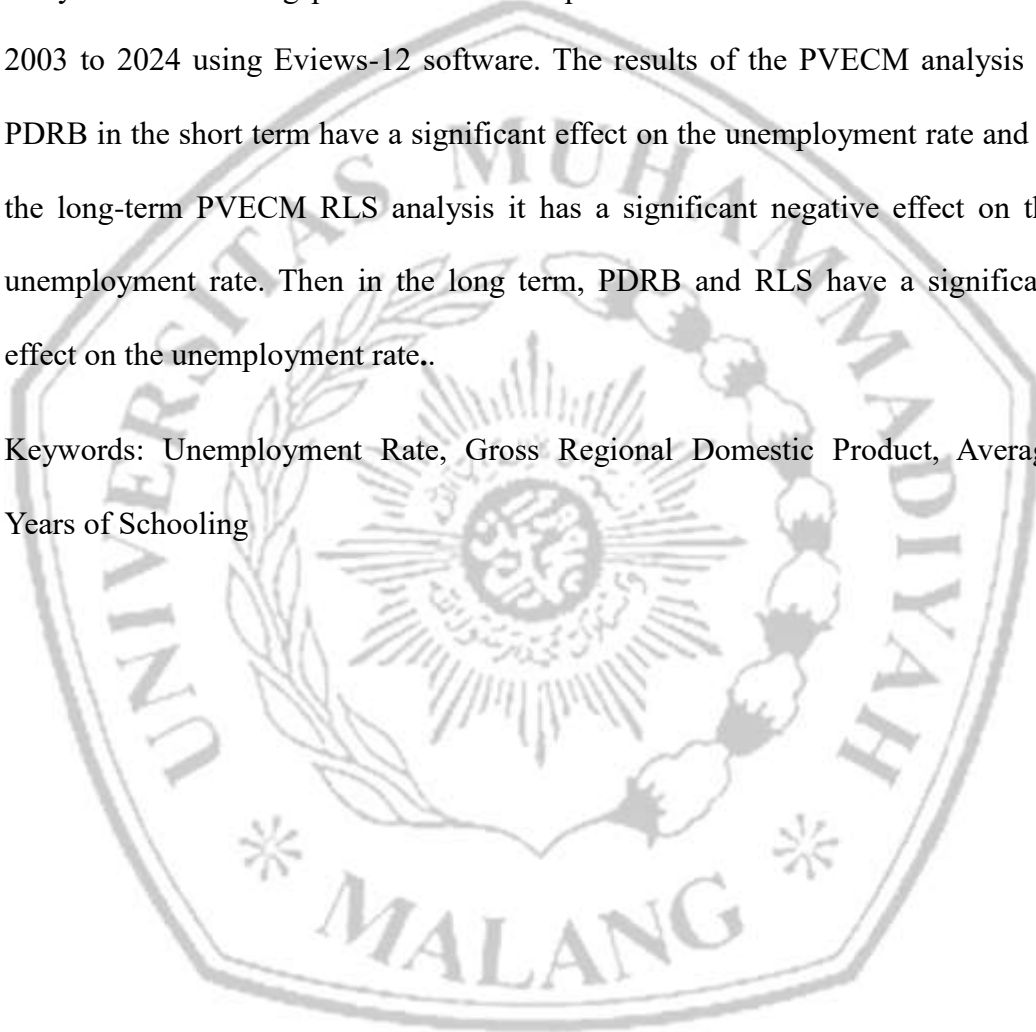 2003 to 2024 using Eviews-12 software. The results of the PVECM analysis
PDRB in the short term have a significant effect on the unemployment rate and
the long-term PVECM RLS analysis it has a significant negative effect on th
unemployment rate. Then in the long term, PDRB and RLS have a significa
effect on the unemployment rate..
Keywords: Unemployment Rate, Gross Regional Domestic Product, Averag
Years of Schooling
UNIVERSITAS MUHAMMADIYAH
MALANG